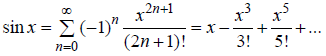 sin x = ∑_{n=0}^{∞} (-1)^n x^{2n+1}/(2n+1)! = x - x^3/3! + x^5/5! + ...